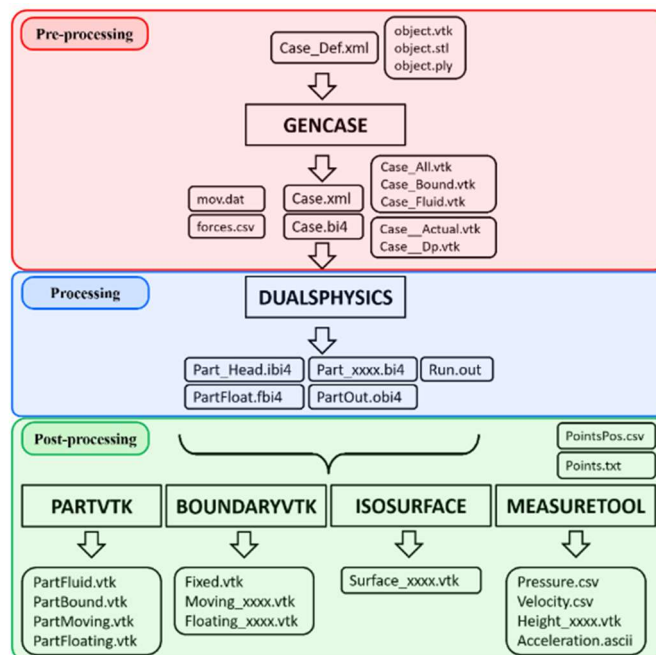 Pre-processing
Case_Def.xml
object.vtk
object.stl
object.ply
GENCASE
mov.dat
forces.csv
Case.xml
Case.bi4
Case_All.vtk
Case_Bound.vtk
Case_Fluid.vtk
Case__Actual.vtk
Case__Dp.vtk
Processing
DUALSPHYSICS
Part_Head.ibi4
Part_xxxx.bi4
Run.out
PartFloat.fbi4
PartOut.obi4
Post-processing
PointsPos.csv
Points.txt
PARTVTK
BOUNDARYVTK
ISOSURFACE
MEASURETOOL
PartFluid.vtk
PartBound.vtk
PartMoving.vtk
PartFloating.vtk
Fixed.vtk
Moving_xxxx.vtk
Floating_xxxx.vtk
Surface_xxxx.vtk
Pressure.csv
Velocity.csv
Height_xxxx.vtk
Acceleration.ascii